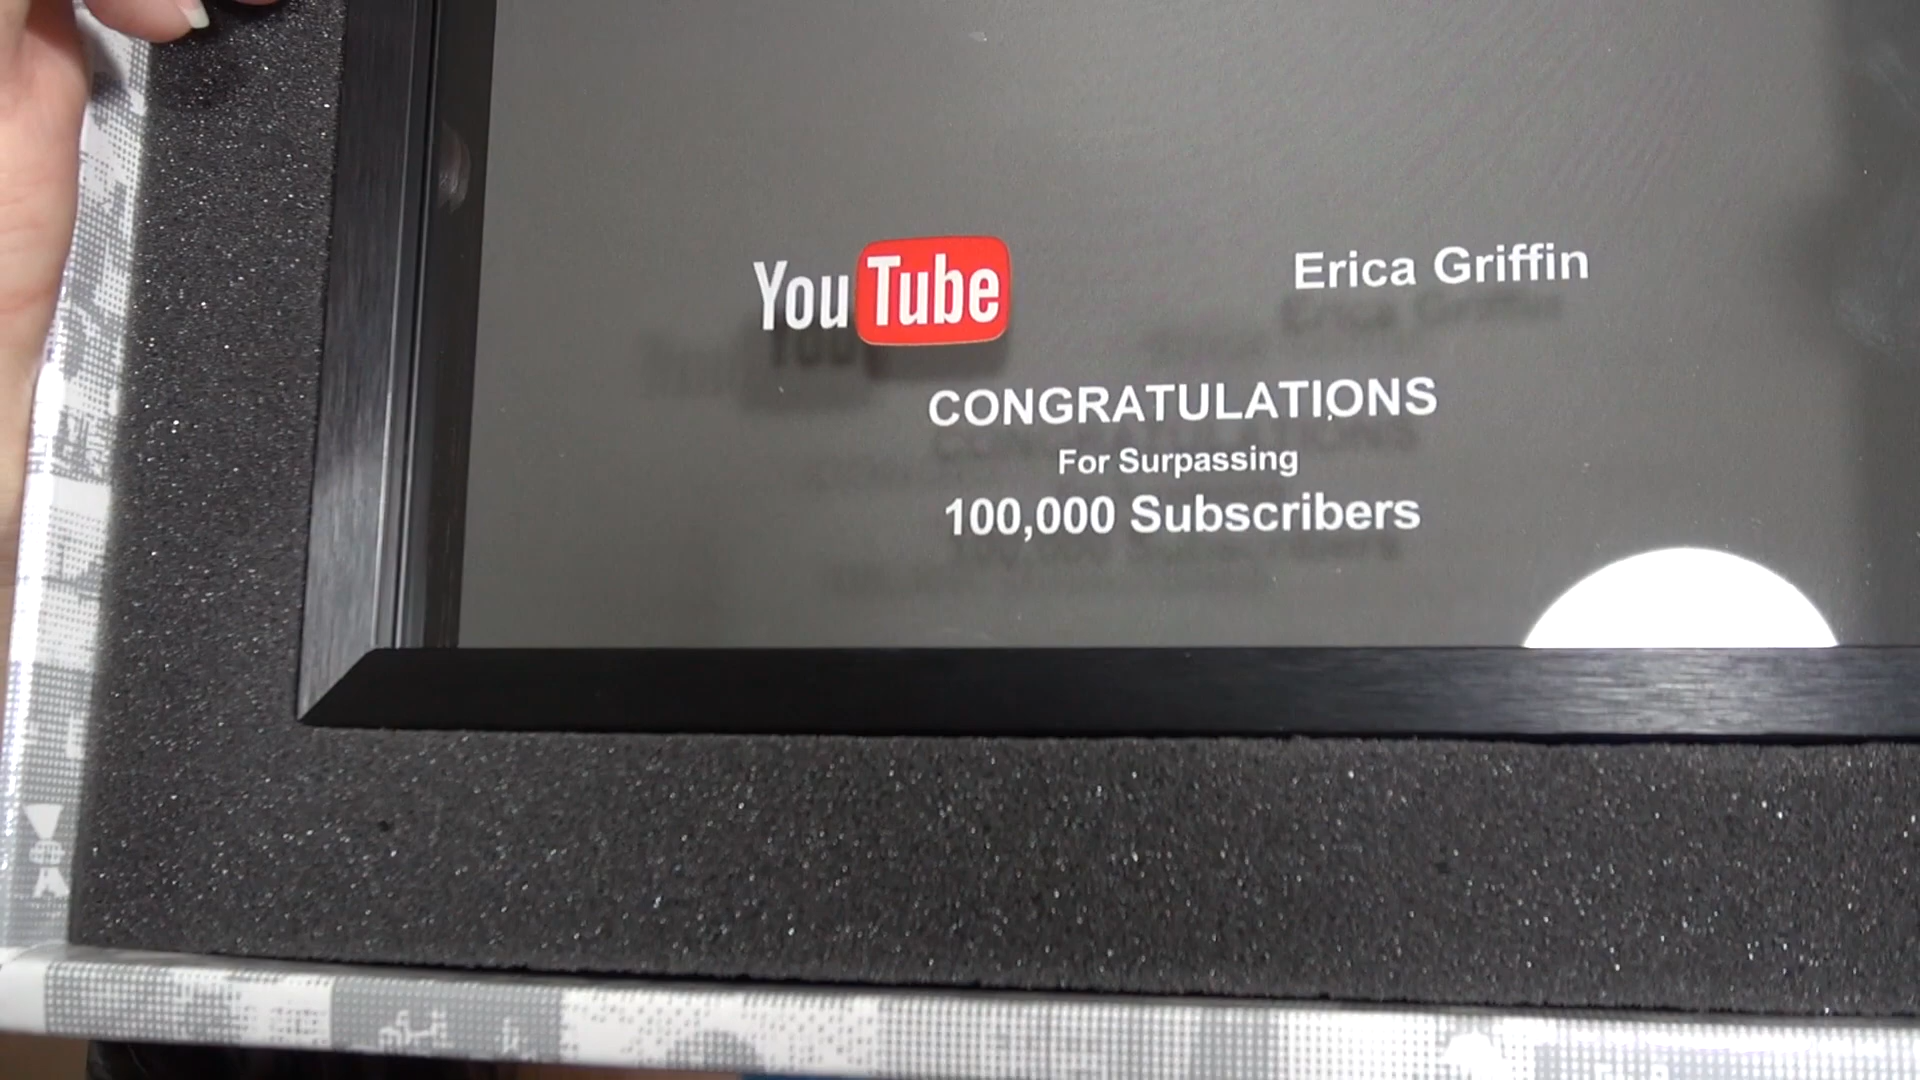 YouTube
Erica Griffin
CONGRATULATIONS
For Surpassing
100,000 Subscribers